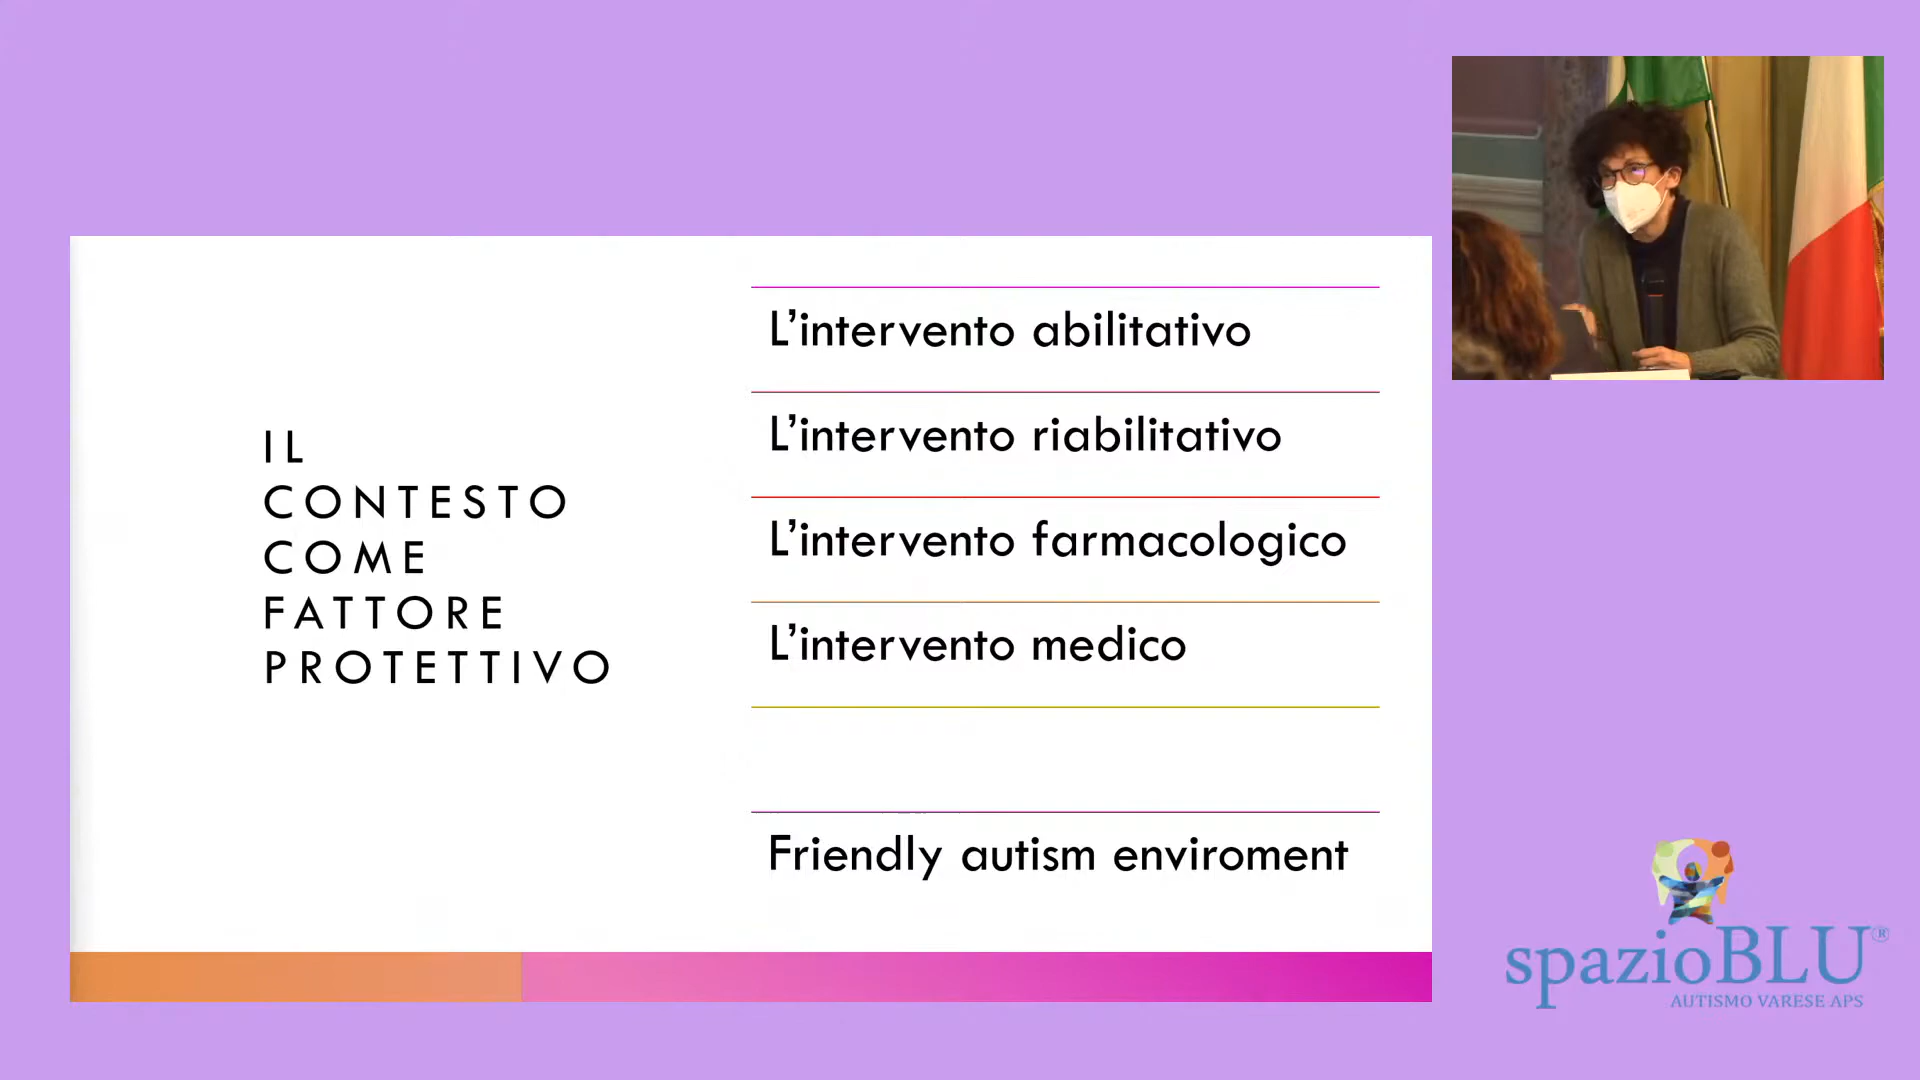 IL
CONTESTO
COME
FATTORE
PROTETTIVO
L’intervento abilitativo
L’intervento riabilitativo
L’intervento farmacologico
L’intervento medico
Friendly autism enviroment
spazioBLU®
AUTISMO VARESE APS